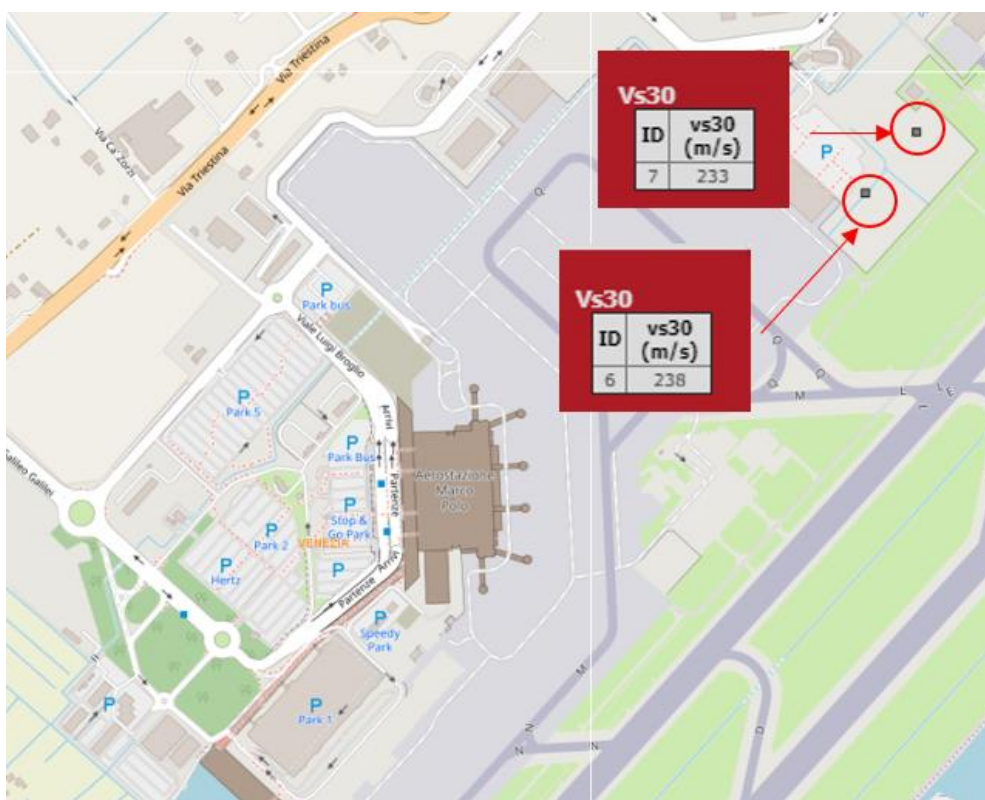 Via Triestina
Via Ca' Zorzi
Via Triestina
Vs30
ID vs30
(m/s)
7 233
P
Vs30
ID vs30
(m/s)
6 238
P
Park bus
Viale Luigi Broglio
P
Park 5
Arrivi
P
Park Bus
Partenze
Aerostazione
Marco
Polo
Galileo Galilei
P
Stop &
Go Park
P
Park 2
VENEZIA
P
Hertz
P
Partenze
Arrivi
P
Speedy
Park
P
Park 1
P
M
L
E
M
N
N
N
D
D